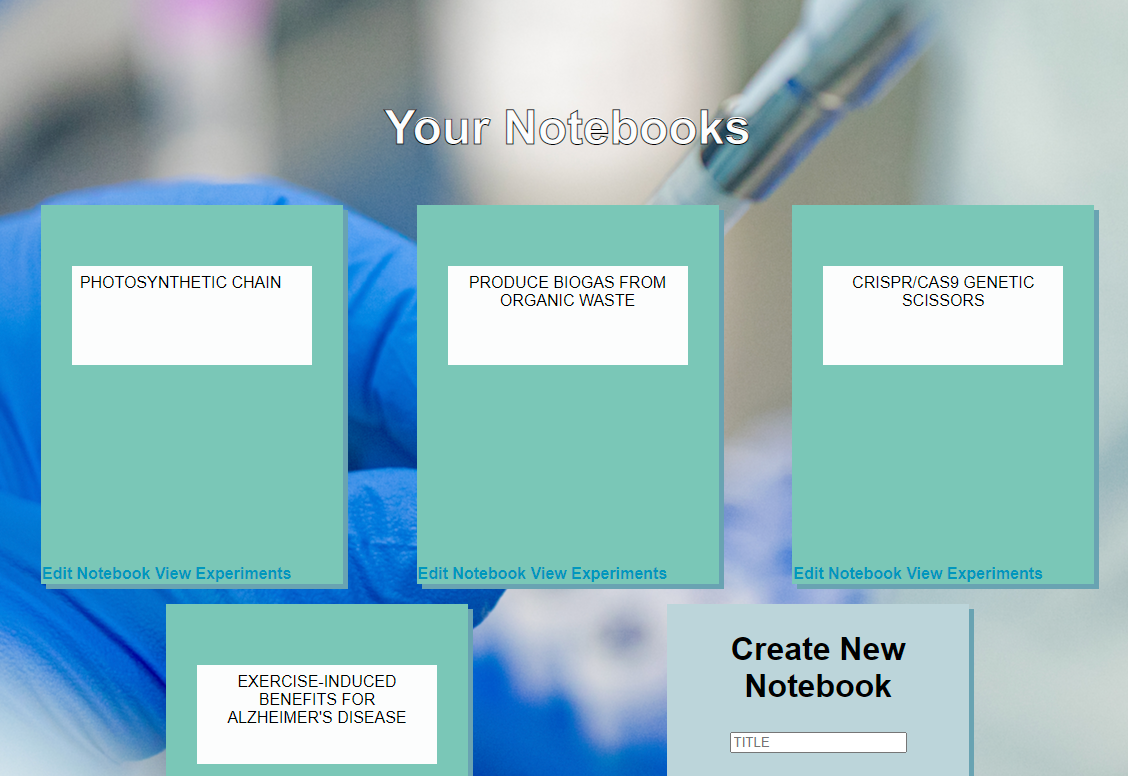 Your Notebooks
PHOTOSYNTHETIC CHAIN
PRODUCE BIOGAS FROM
ORGANIC WASTE
CRISPR/CAS9 GENETIC
SCISSORS
Edit Notebook View Experiments
Edit Notebook View Experiments
Edit Notebook View Experiments
EXERCISE-INDUCED
BENEFITS FOR
ALZHEIMER'S DISEASE
Create New
Notebook
TITLE